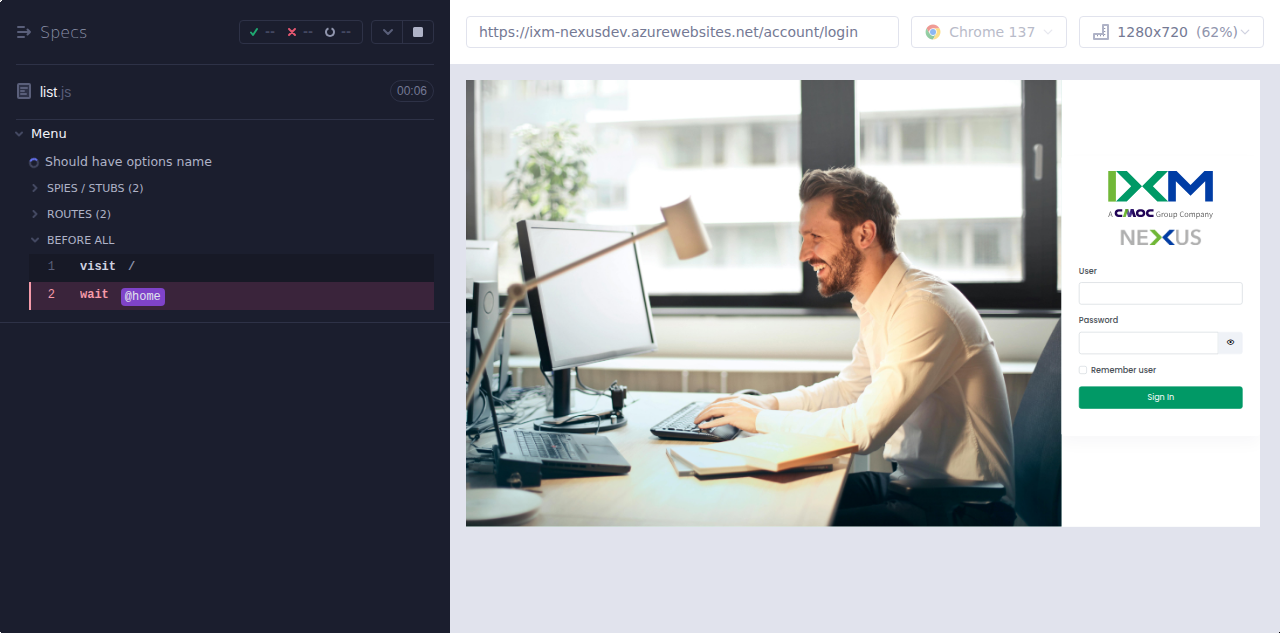 Specs
-- -- --
list.js
00:06
Menu
Should have options name
SPIES / STUBS (2)
ROUTES (2)
BEFORE ALL
1 visit /
2 wait @home
https://ixm-nexusdev.azurewebsites.net/account/login
Chrome 137
1280x720 (62%)
IXM
A CMOC Group Company
NEXUS
User
Password
Remember user
Sign In